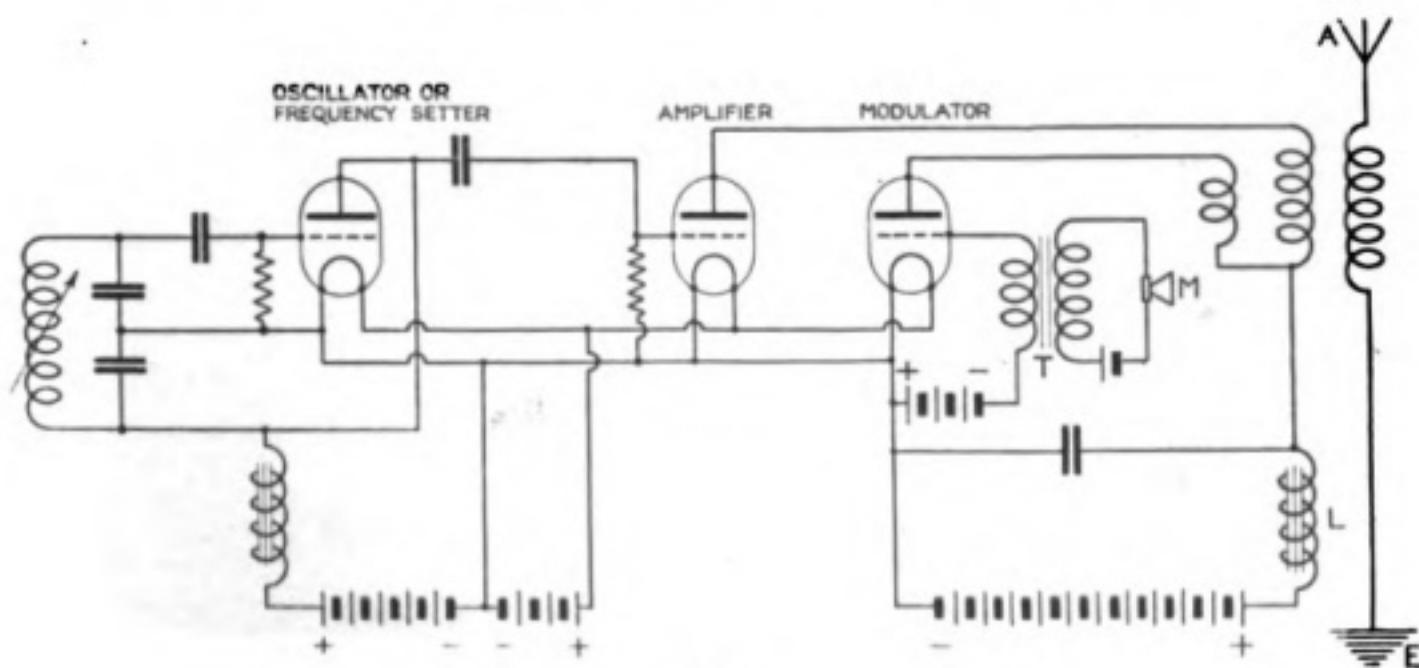 A
OSCILLATOR OR
FREQUENCY SETTER
AMPLIFIER
MODULATOR
M
T
+ -
L
+ - - +
- +
E